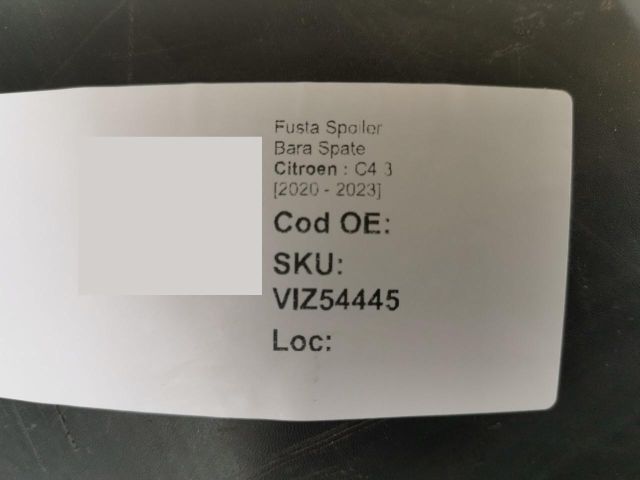 Fusta Spoiler
Bara Spate
Citroen : C4 3
[2020 - 2023]
Cod OE:
SKU:
VIZ54445
Loc: